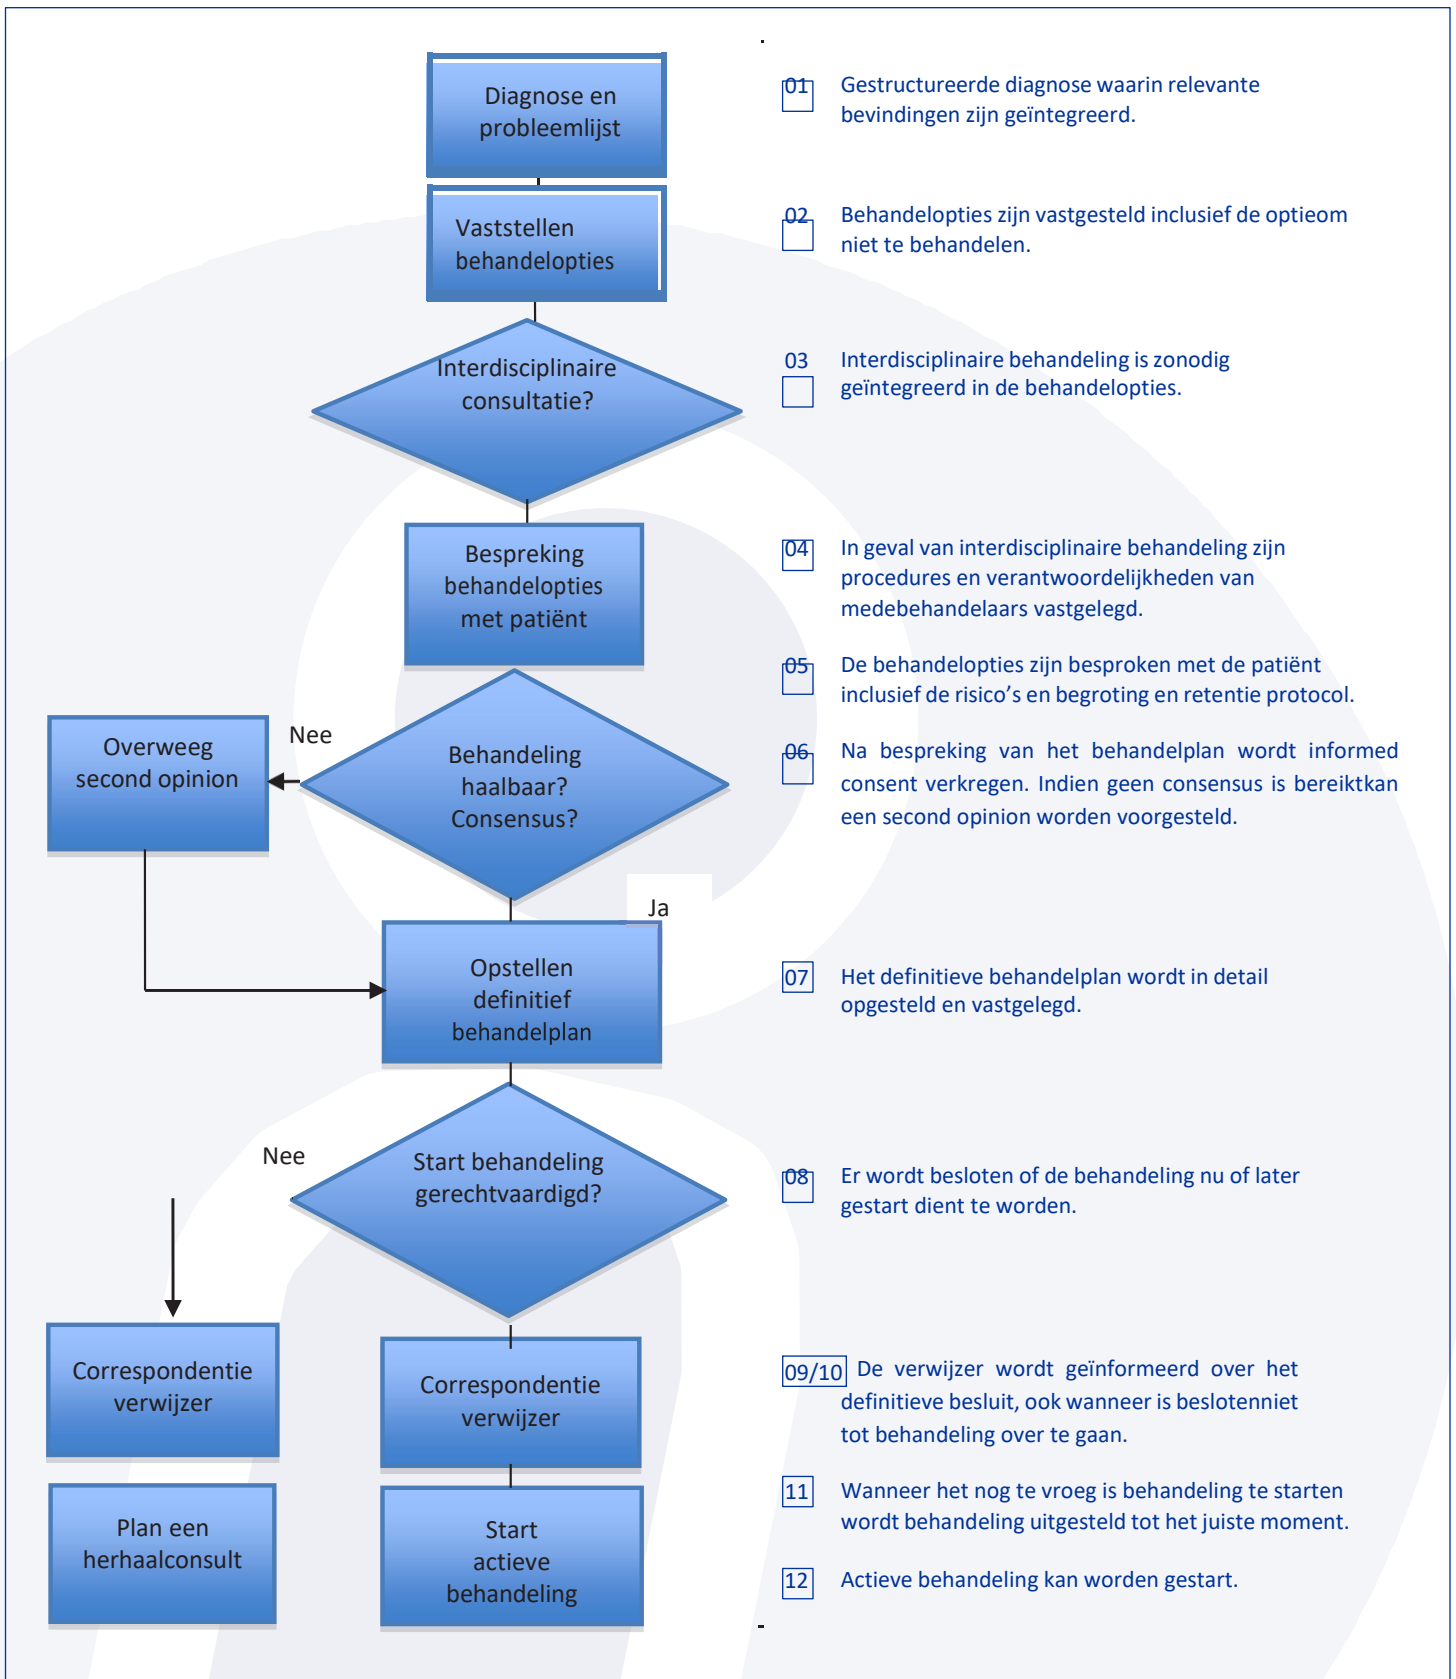 Diagnose en
probleemlijst
Vaststellen
behandelopties
Interdisciplinaire
consultatie?
Bespreking
behandelopties
met patiënt
Overweeg
second opinion
Nee
Behandeling
haalbaar?
Consensus?
Ja
Opstellen
definitief
behandelplan
Nee
Start behandeling
gerechtvaardigd?
Correspondentie
verwijzer
Correspondentie
verwijzer
Plan een
herhaalconsult
Start
actieve
behandeling
01 Gestructureerde diagnose waarin relevante
bevindingen zijn geïntegreerd.
02 Behandelopties zijn vastgesteld inclusief de optieom
niet te behandelen.
03 Interdisciplinaire behandeling is zonodig
geïntegreerd in de behandelopties.
04 In geval van interdisciplinaire behandeling zijn
procedures en verantwoordelijkheden van
medebehandelaars vastgelegd.
05 De behandelopties zijn besproken met de patiënt
inclusief de risico’s en begroting en retentie protocol.
06 Na bespreking van het behandelplan wordt informed
consent verkregen. Indien geen consensus is bereiktkan
een second opinion worden voorgesteld.
07 Het definitieve behandelplan wordt in detail
opgesteld en vastgelegd.
08 Er wordt besloten of de behandeling nu of later
gestart dient te worden.
09/10 De verwijzer wordt geïnformeerd over het
definitieve besluit, ook wanneer is beslotenniet
tot behandeling over te gaan.
11 Wanneer het nog te vroeg is behandeling te starten
wordt behandeling uitgesteld tot het juiste moment.
12 Actieve behandeling kan worden gestart.